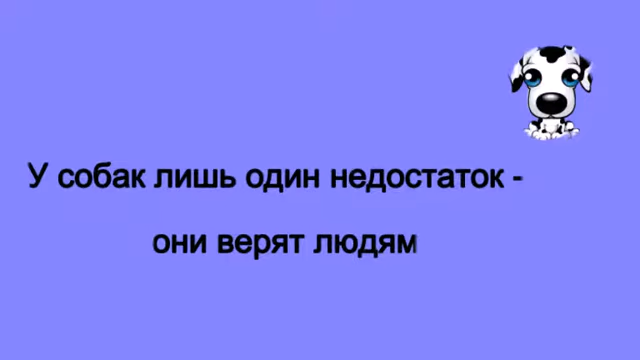 У собак лишь один недостаток -
они верят людям